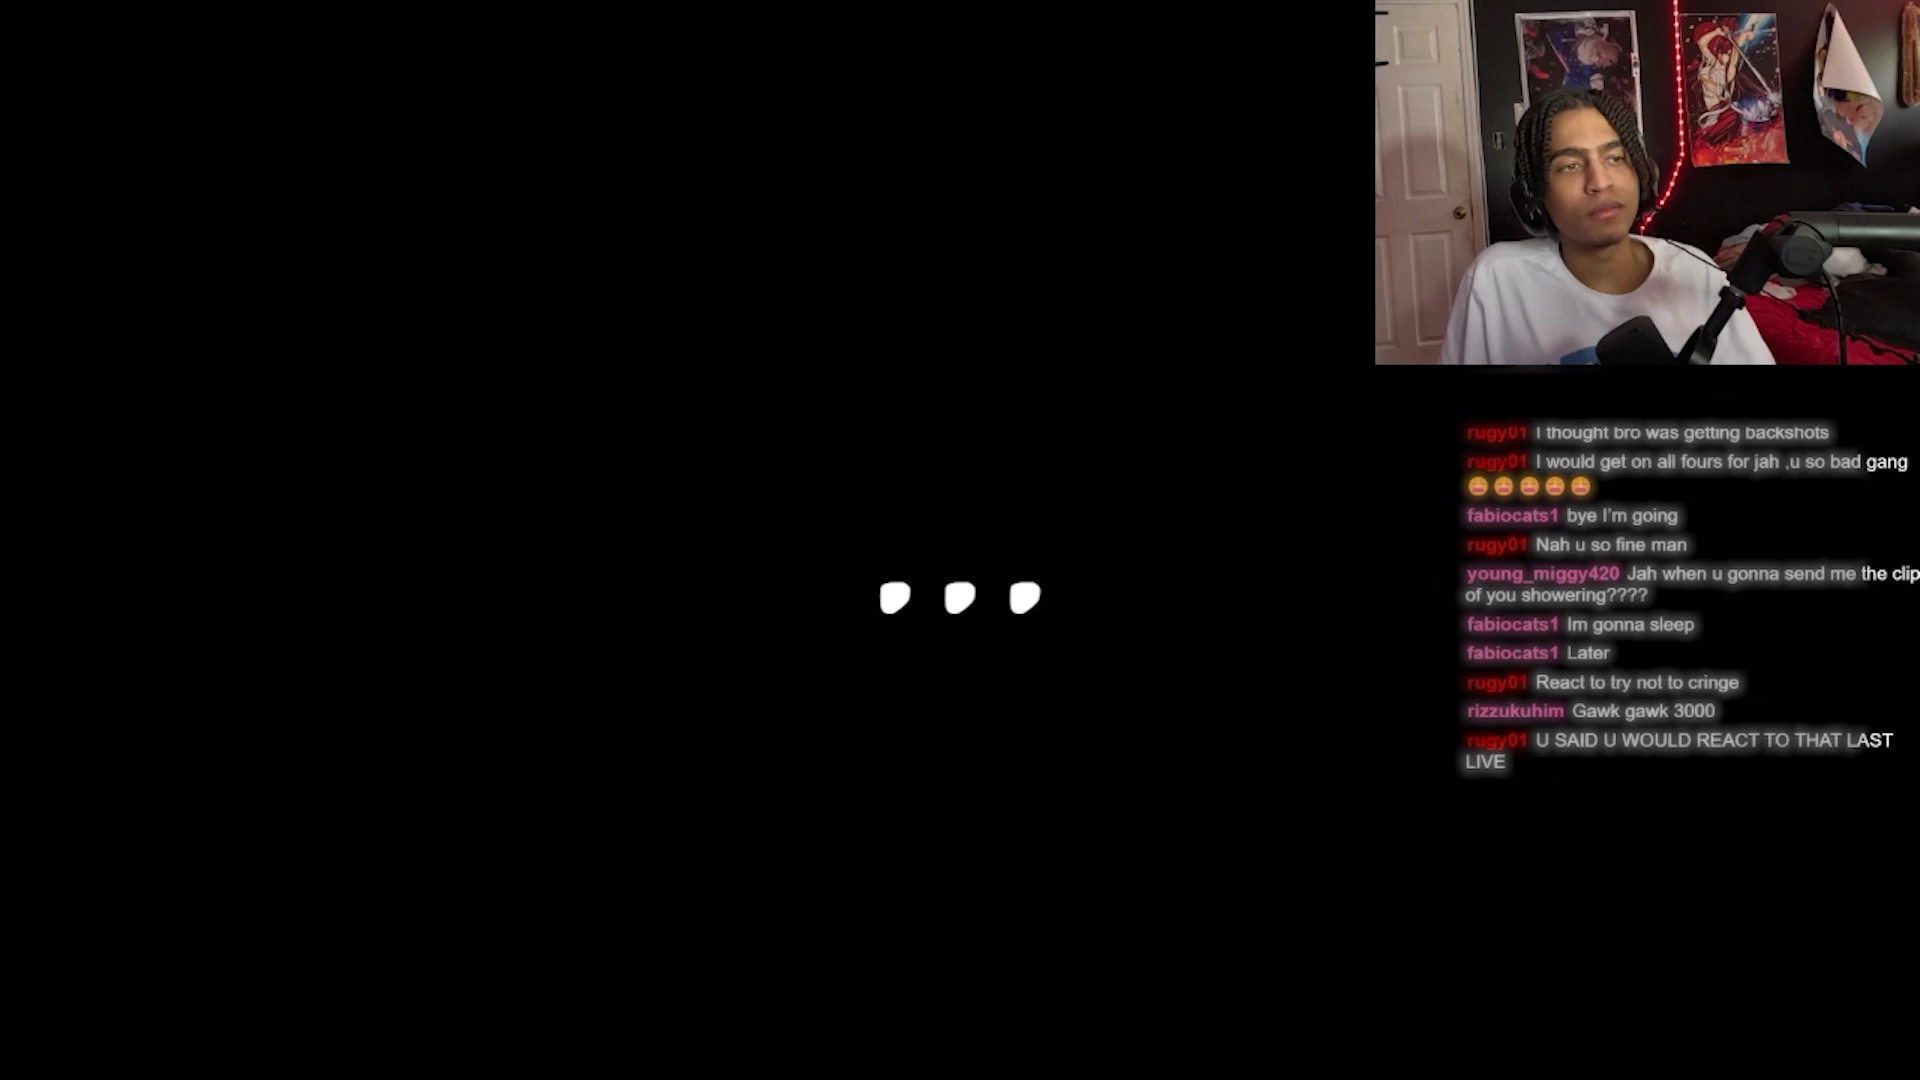 ...
rugy01 I thought bro was getting backshots
rugy01 I would get on all fours for jah ,u so bad gang
😩😩😩😩😩
fabiocats1 bye I'm going
rugy01 Nah u so fine man
young_miggy420 Jah when u gonna send me the clip
of you showering????
fabiocats1 Im gonna sleep
fabiocats1 Later
rugy01 React to try not to cringe
rizzukuhim Gawk gawk 3000
rugy01 U SAID U WOULD REACT TO THAT LAST
LIVE